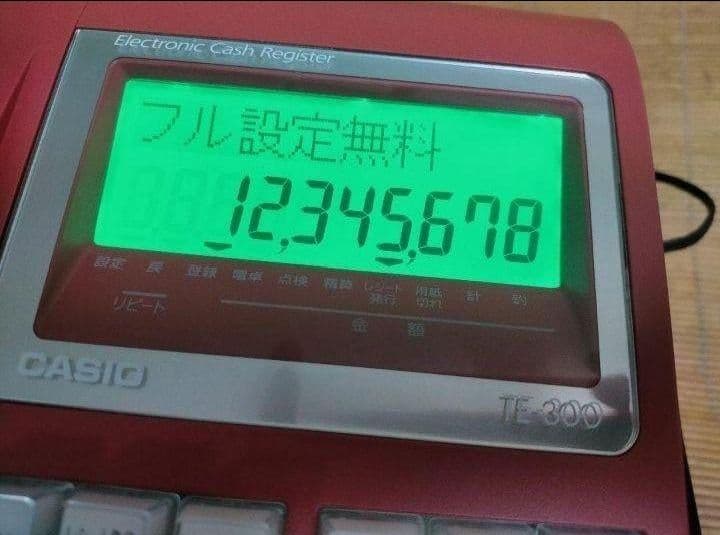 Electronic Cash Register
フル設定無料
12,345,678
設定 戻 登録 電卓 点検 精算 レシート発行 用紙切れ 計 釣
リピート 金額
CASIO TE-300